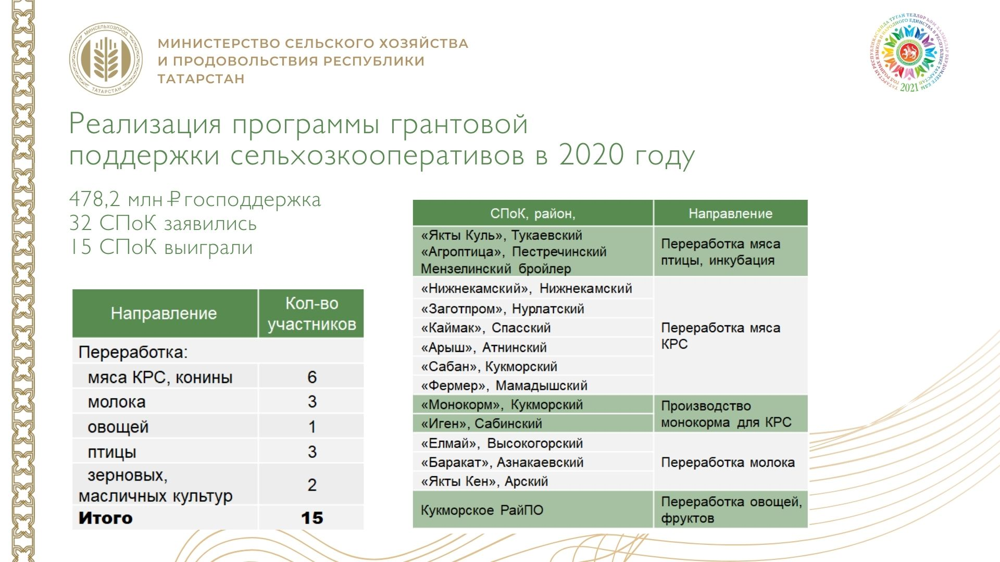 МИНСЕЛЬХОЗПРОД
ТАТАРСТАН
МИНИСТЕРСТВО СЕЛЬСКОГО ХОЗЯЙСТВА
И ПРОДОВОЛЬСТВИЯ РЕСПУБЛИКИ
ТАТАРСТАН
ТАТАРСТАН РЕСПУБЛИКАСЫНДА ТУГАН ТЕЛЛӘР ҺӘМ ХАЛЫКЛАР БЕРДӘМЛЕГЕ ЕЛЫ
ГОД РОДНЫХ ЯЗЫКОВ И НАРОДНОГО ЕДИНСТВА В РЕСПУБЛИКЕ ТАТАРСТАН
2021
Реализация программы грантовой
поддержки сельхозкооперативов в 2020 году
478,2 млн ₽ господдержка
32 СПоК заявились
15 СПоК выиграли
Направление Кол-во
участников
Переработка:
мяса КРС, конины 6
молока 3
овощей 1
птицы 3
зерновых,
масличных культур 2
Итого 15
СПоК, район, Направление
«Якты Куль», Тукаевский
«Агроптица», Пестречинский
Мензелинский бройлер
Переработка мяса
птицы, инкубация
«Нижнекамский», Нижнекамский
«Заготпром», Нурлатский
«Каймак», Спасский
«Арыш», Атнинский
«Сабан», Кукморский
«Фермер», Мамадышский
Переработка мяса
КРС
«Монокорм», Кукморский
«Иген», Сабинский
Производство
монокорма для КРС
«Елмай», Высокогорский
«Баракат», Азнакаевский
«Якты Кен», Арский
Переработка молока
Кукморское РайПО
Переработка овощей,
фруктов